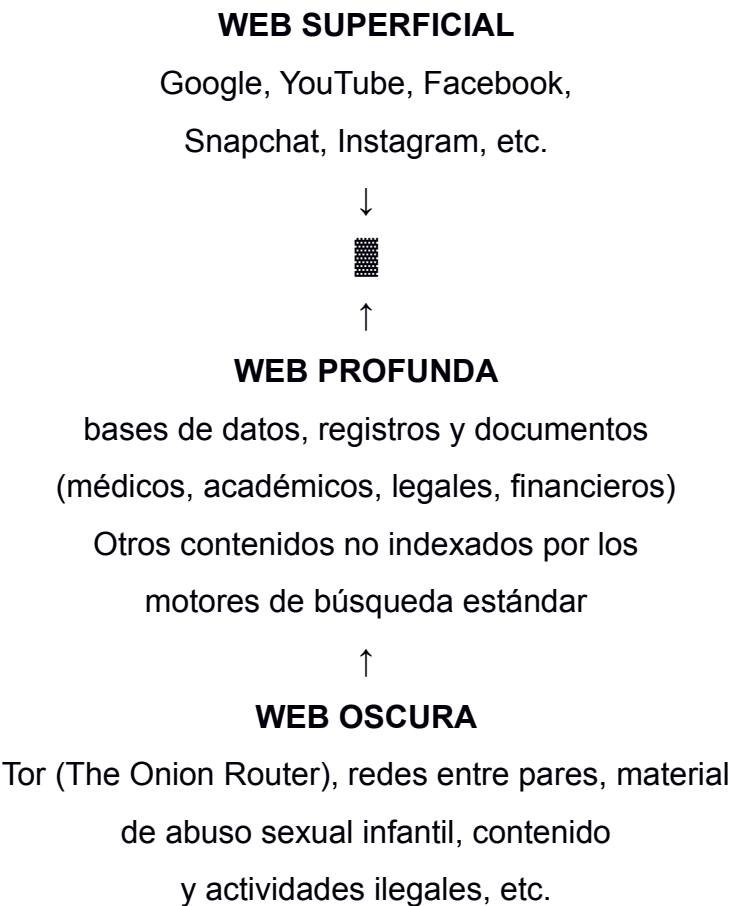 WEB SUPERFICIAL
Google, YouTube, Facebook,
Snapchat, Instagram, etc.
↓
▓
↑
WEB PROFUNDA
bases de datos, registros y documentos
(médicos, académicos, legales, financieros)
Otros contenidos no indexados por los
motores de búsqueda estándar
↑
WEB OSCURA
Tor (The Onion Router), redes entre pares, material
de abuso sexual infantil, contenido
y actividades ilegales, etc.